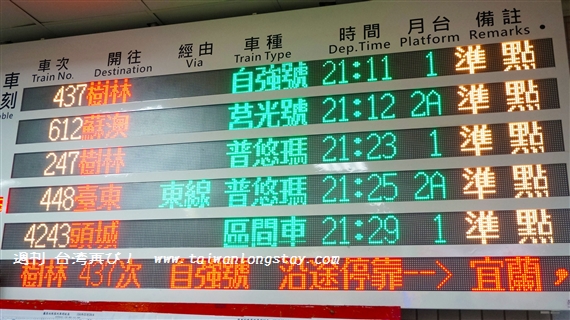 車刻 車次 開往 經由 車種 時間 月台 備註
ble Train No. Destination Via Train Type Dep.Time Platform Remarks
437 樹林 自強號 21:11 1 準點
612 蘇澳 莒光號 21:12 2A 準點
247 樹林 普悠瑪 21:23 1 準點
448 臺東 東線 普悠瑪 21:25 2A 準點
4243 頭城 區間車 21:29 1 準點
週刊 台湾再び! www.taiwanlongstay.com
樹林 437次 自強號 沿途停靠--> 宜蘭,